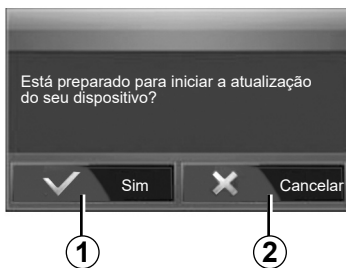 Está preparado para iniciar a atualização
do seu dispositivo?
Sim
Cancelar
1
2